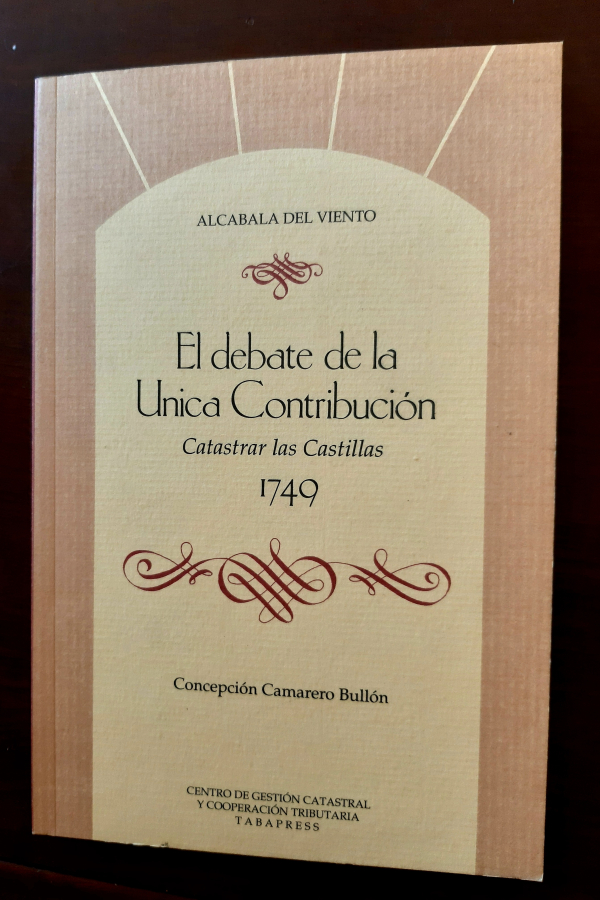 ALCABALA DEL VIENTO
El debate de la
Unica Contribución
Catastrar las Castillas
1749
Concepción Camarero Bullón
CENTRO DE GESTIÓN CATASTRAL
Y COOPERACIÓN TRIBUTARIA
TABAPRESS